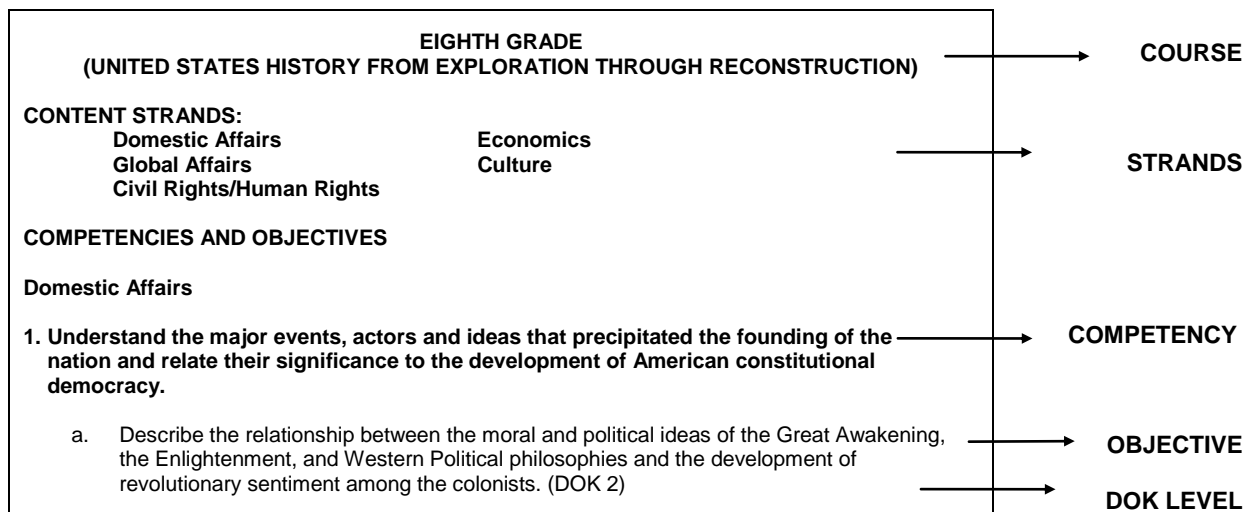 EIGHTH GRADE
(UNITED STATES HISTORY FROM EXPLORATION THROUGH RECONSTRUCTION)
COURSE
CONTENT STRANDS:
Domestic Affairs Economics
Global Affairs Culture
Civil Rights/Human Rights
STRANDS
COMPETENCIES AND OBJECTIVES
Domestic Affairs
1. Understand the major events, actors and ideas that precipitated the founding of the
nation and relate their significance to the development of American constitutional
democracy.
COMPETENCY
a. Describe the relationship between the moral and political ideas of the Great Awakening,
the Enlightenment, and Western Political philosophies and the development of
revolutionary sentiment among the colonists. (DOK 2)
OBJECTIVE
DOK LEVEL